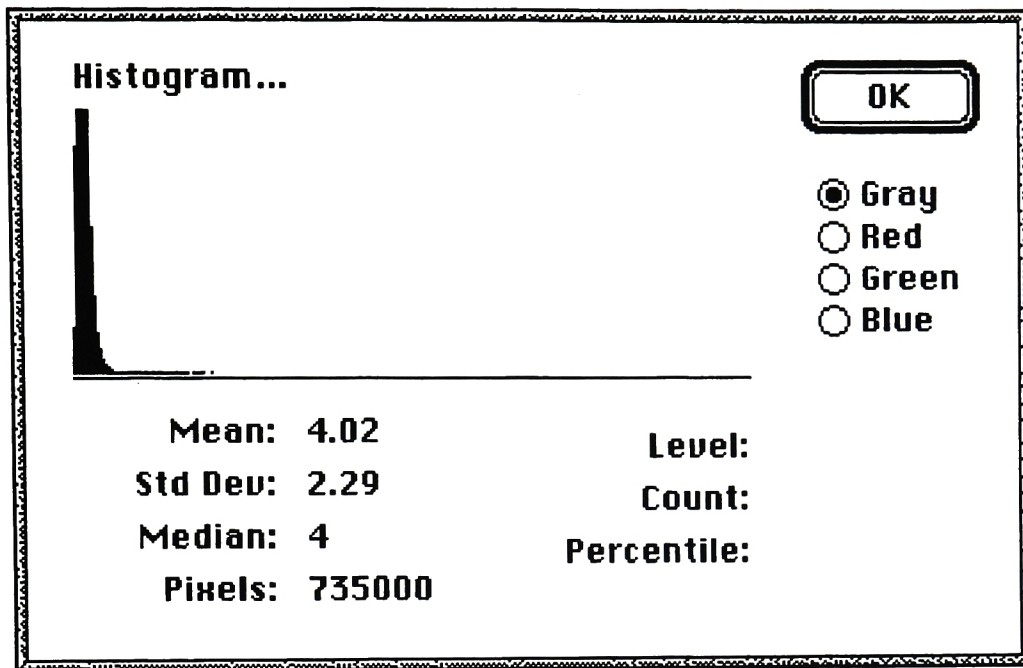 Histogram...
OK
Gray
Red
Green
Blue
Mean: 4.02
Std Dev: 2.29
Median: 4
Pixels: 735000
Level:
Count:
Percentile: